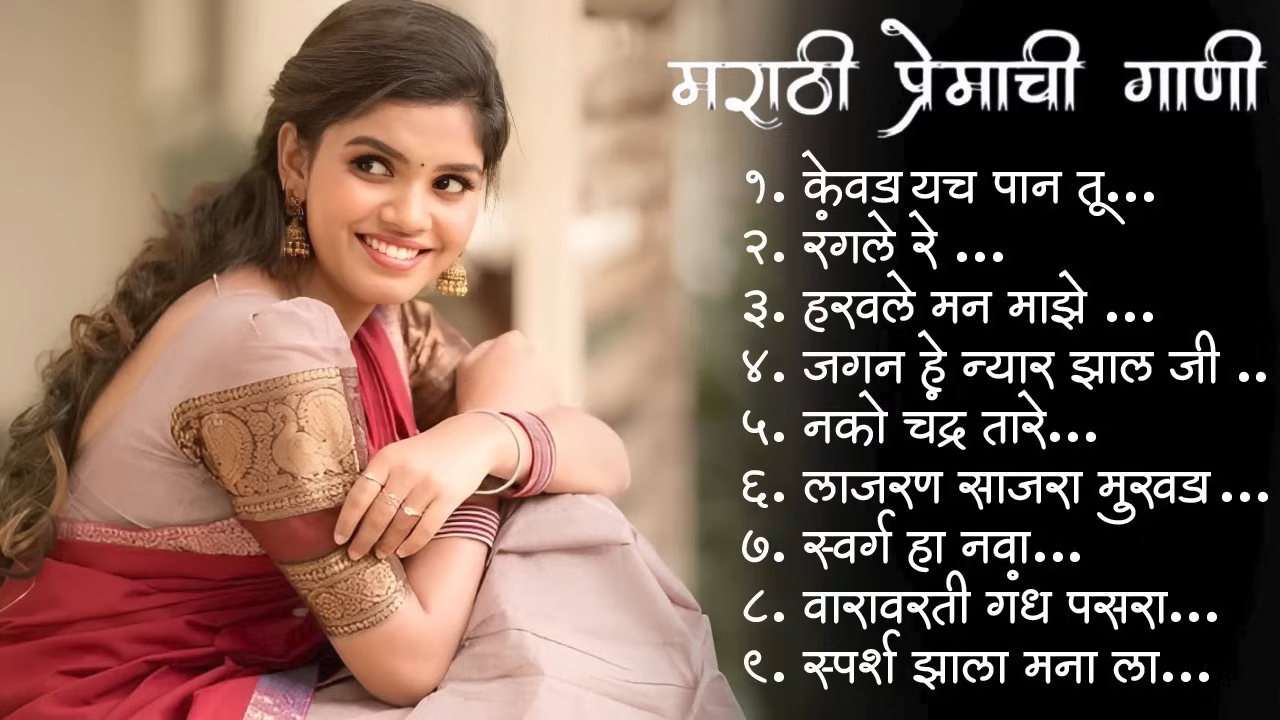 मराठी प्रेमाची गाणी
१. केवड यच पान तू...
२. रंगले रे ...
३. हरवले मन माझे ...
४. जगन हे न्यार झाल जी ..
५. नको चंद्र तारे...
६. लाजरण साजरा मुखडा...
७. स्वर्ग हा नवा...
८. वारावरती गंध पसरा...
९. स्पर्श झाला मना ला...